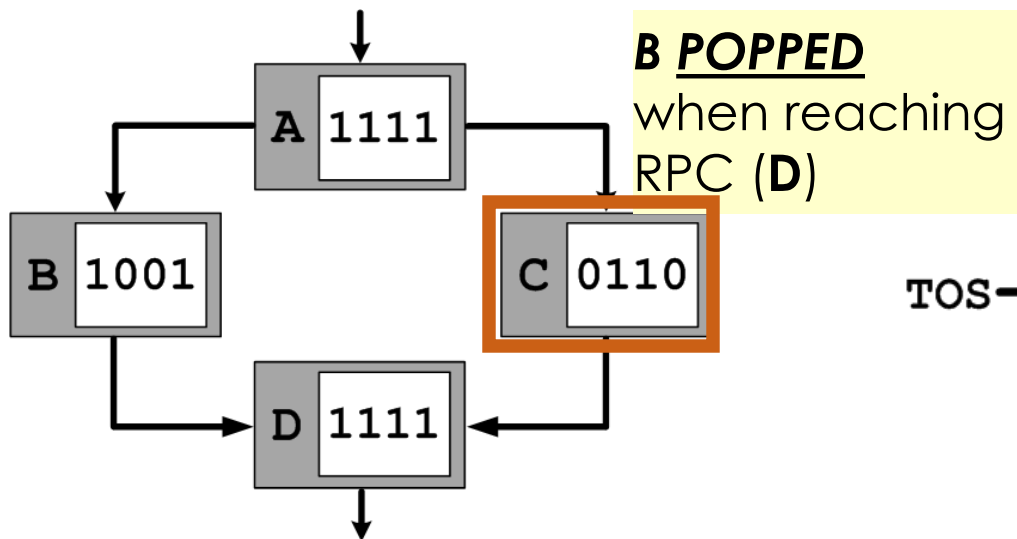 B POPPED
when reaching
RPC (D)
A 1111
B 1001
C 0110
TOS
D 1111